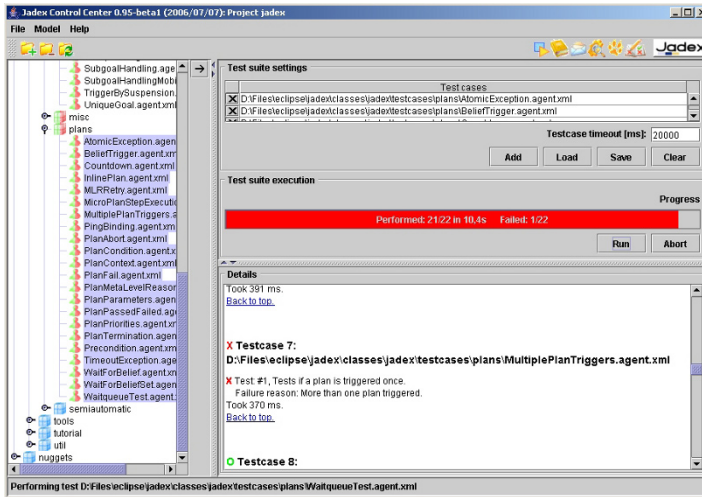 Jadex Control Center 0.95-beta1 (2006/07/07): Project jadex
File Model Help
Jadex
SubgoalHandling.age
SubgoalHandlingMobi
TriggerBySuspension.
UniqueGoal.agent.xml
misc
plans
AtomicException.agen
BeliefTrigger.agent.xm
Countdown.agent.xml
InlinePlan.agent.xml
MLRRetry.agent.xml
MicroPlanStepExecutic
MultiplePlanTriggers.a
PingBinding.agent.xm
PlanAbort.agent.xml
PlanCondition.agent.xm
PlanContext.agent.xml
PlanFail.agent.xml
PlanMetaLevelReason
PlanParameters.agen
PlanPassedFailed.age
PlanPriorities.agent.xm
PlanTermination.agen
Precondition.agent.xm
TimeoutException.age
WaitForBelief.agent.xm
WaitForBeliefSet.agen
WaitqueueTest.agent.
semiautomatic
tools
tutorial
util
nuggets
Test suite settings
Test cases
X D:\Files\eclipse\jadex\classes\jadex\testcases\plans\AtomicException.agent.xml
X D:\Files\eclipse\jadex\classes\jadex\testcases\plans\BeliefTrigger.agent.xml
Testcase timeout [ms]: 20000
Add Load Save Clear
Test suite execution
Progress
Performed: 21/22 in 10,4s Failed: 1/22
Run Abort
Details
Took 391 ms.
Back to top.
X Testcase 7:
D:\Files\eclipse\jadex\classes\jadex\testcases\plans\MultiplePlanTriggers.agent.xml
X Test #1, Tests if a plan is triggered once.
Failure reason: More than one plan triggered.
Took 370 ms.
Back to top.
O Testcase 8:
Performing test D:\Files\eclipse\jadex\classes\jadex\testcases\plans\WaitqueueTest.agent.xml